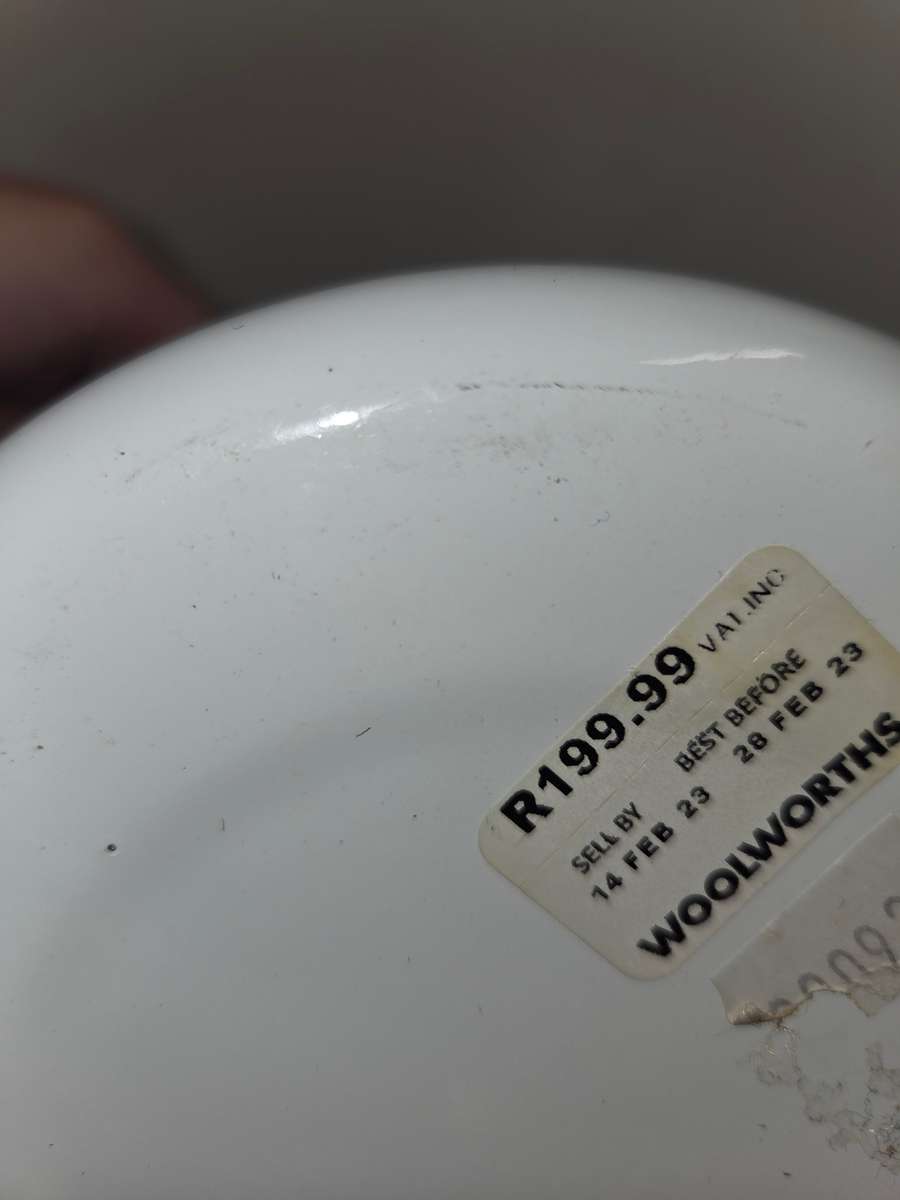 R199.99 VAT.INC
SELL BY BEST BEFORE
14 FEB 23 28 FEB 23
WOOLWORTHS